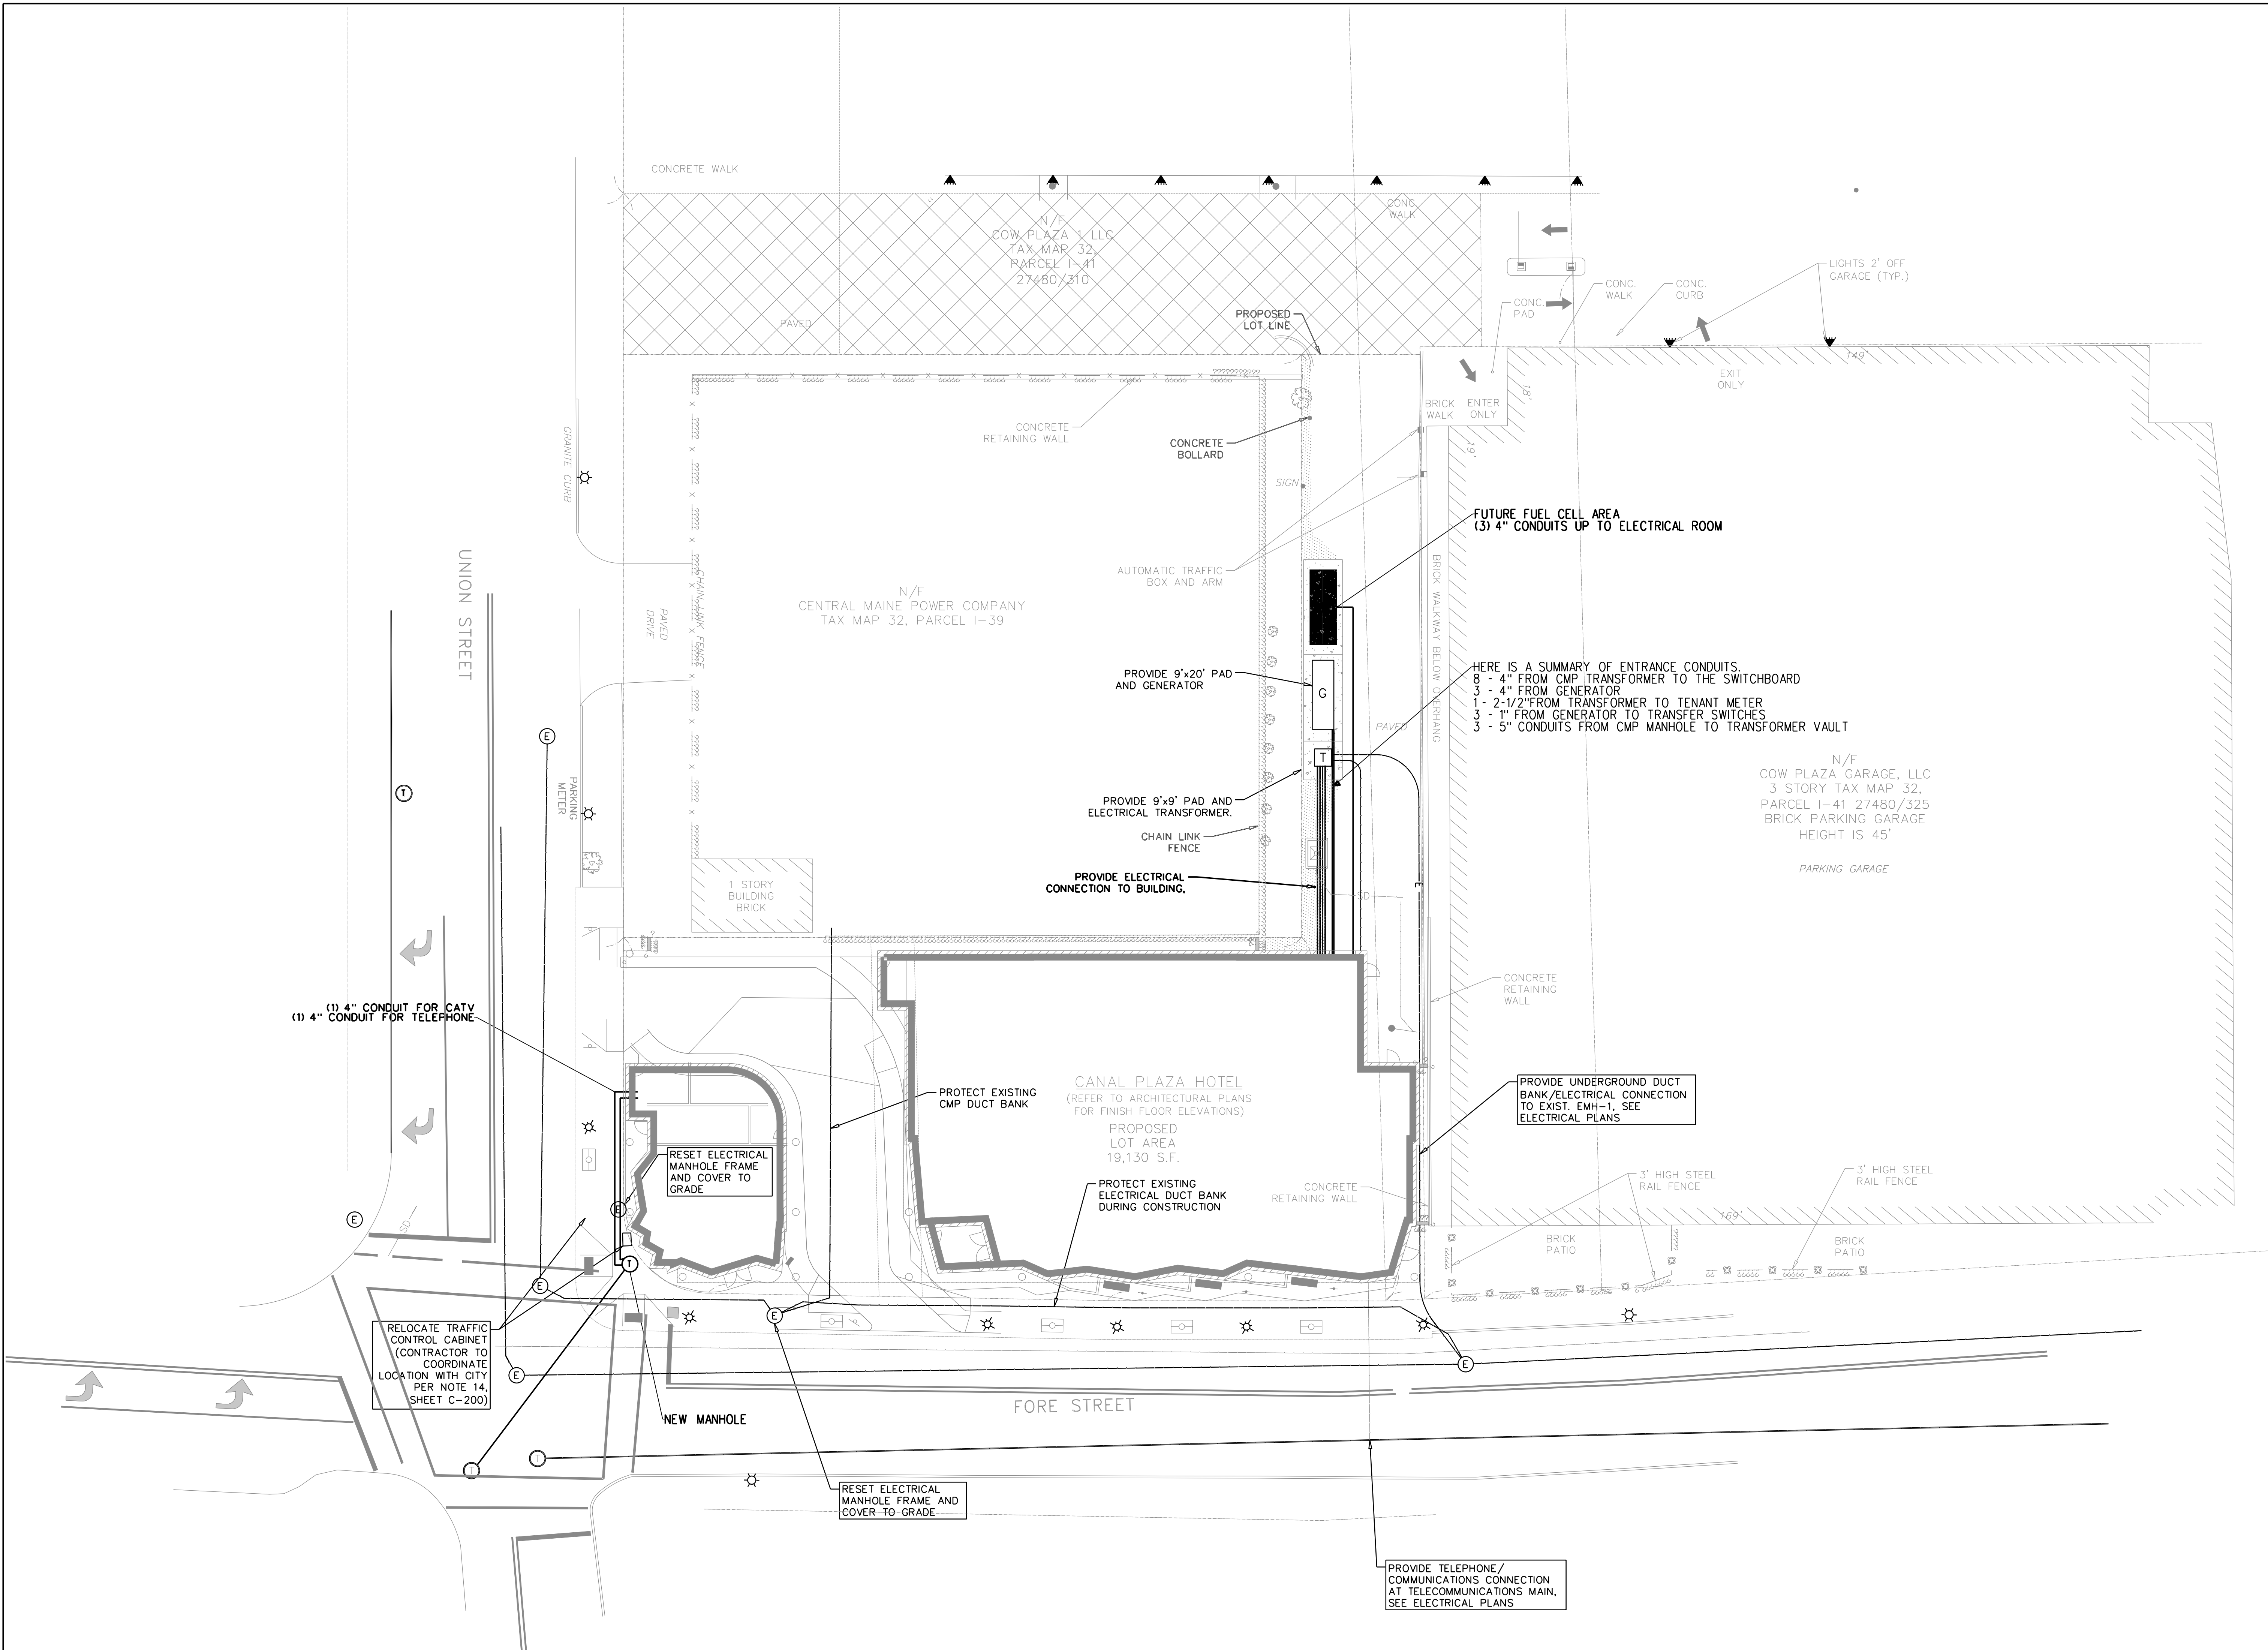 CONCRETE WALK
N/F
COW PLAZA 1 LLC
TAX MAP 32,
PARCEL I-41
27480/310
CONC.
WALK
PAVED
PROPOSED
LOT LINE
CONC.
PAD
CONC.
WALK
CONC.
CURB
LIGHTS 2' OFF
GARAGE (TYP.)
149'
EXIT
ONLY
18'
BRICK
WALK
ENTER
ONLY
19'
CONCRETE
RETAINING WALL
CONCRETE
BOLLARD
SIGN
GRANITE CURB
UNION STREET
CHAIN LINK FENCE
PAVED
DRIVE
N/F
CENTRAL MAINE POWER COMPANY
TAX MAP 32, PARCEL I-39
AUTOMATIC TRAFFIC
BOX AND ARM
FUTURE FUEL CELL AREA
(3) 4" CONDUITS UP TO ELECTRICAL ROOM
BRICK WALKWAY BELOW OVERHANG
PROVIDE 9'x20' PAD
AND GENERATOR
G
HERE IS A SUMMARY OF ENTRANCE CONDUITS.
8 - 4" FROM CMP TRANSFORMER TO THE SWITCHBOARD
3 - 4" FROM GENERATOR
1 - 2-1/2"FROM TRANSFORMER TO TENANT METER
3 - 1" FROM GENERATOR TO TRANSFER SWITCHES
3 - 5" CONDUITS FROM CMP MANHOLE TO TRANSFORMER VAULT
PAVED
T
E
T
PARKING
METER
PROVIDE 9'x9' PAD AND
ELECTRICAL TRANSFORMER.
N/F
COW PLAZA GARAGE, LLC
3 STORY TAX MAP 32,
PARCEL I-41 27480/325
BRICK PARKING GARAGE
HEIGHT IS 45'
PARKING GARAGE
CHAIN LINK
FENCE
PROVIDE ELECTRICAL
CONNECTION TO BUILDING,
E
SD
1 STORY
BUILDING
BRICK
CONCRETE
RETAINING
WALL
(1) 4" CONDUIT FOR CATV
(1) 4" CONDUIT FOR TELEPHONE
PROTECT EXISTING
CMP DUCT BANK
CANAL PLAZA HOTEL
(REFER TO ARCHITECTURAL PLANS
FOR FINISH FLOOR ELEVATIONS)
PROPOSED
LOT AREA
19,130 S.F.
PROVIDE UNDERGROUND DUCT
BANK/ELECTRICAL CONNECTION
TO EXIST. EMH-1, SEE
ELECTRICAL PLANS
RESET ELECTRICAL
MANHOLE FRAME
AND COVER TO
GRADE
PROTECT EXISTING
ELECTRICAL DUCT BANK
DURING CONSTRUCTION
CONCRETE
RETAINING WALL
3' HIGH STEEL
RAIL FENCE
3' HIGH STEEL
RAIL FENCE
E
SD
E
169'
BRICK
PATIO
BRICK
PATIO
T
E
E
E
E
RELOCATE TRAFFIC
CONTROL CABINET
(CONTRACTOR TO
COORDINATE
LOCATION WITH CITY
PER NOTE 14,
SHEET C-200)
E
NEW MANHOLE
FORE STREET
T
T
RESET ELECTRICAL
MANHOLE FRAME AND
COVER TO GRADE
PROVIDE TELEPHONE/
COMMUNICATIONS CONNECTION
AT TELECOMMUNICATIONS MAIN,
SEE ELECTRICAL PLANS